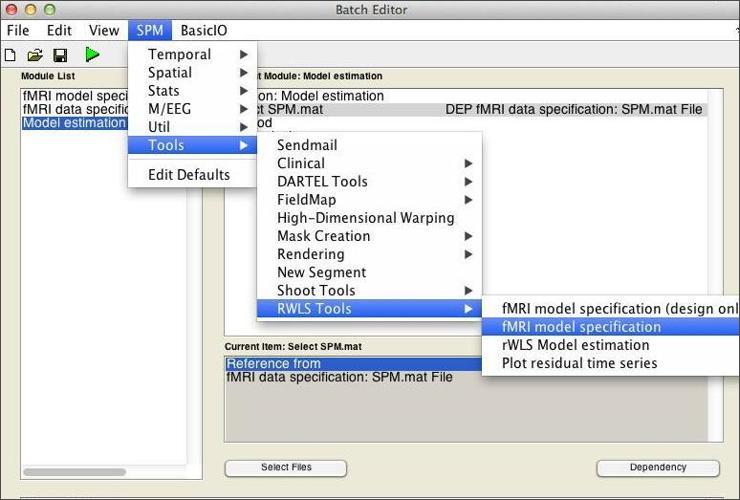 Batch Editor
File Edit View SPM BasicIO
Module List
Temporal
Spatial
Stats
M/EEG
Util
Tools
Edit Defaults
fMRI model speci
fMRI data specific
Model estimation
t Module: Model estimation
on: Model estimation
ct SPM.mat DEP fMRI data specification: SPM.mat File
od
Sendmail
Clinical
DARTEL Tools
FieldMap
High-Dimensional Warping
Mask Creation
Rendering
New Segment
Shoot Tools
RWLS Tools
fMRI model specification (design onl
fMRI model specification
rWLS Model estimation
Plot residual time series
Current Item: Select SPM.mat
Reference from
fMRI data specification: SPM.mat File
Select Files
Dependency